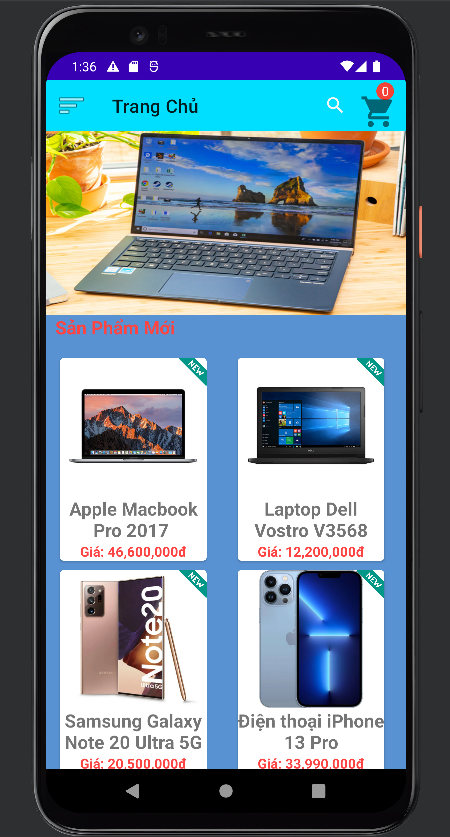 1:36
Trang Chủ
0
Sản Phẩm Mới
NEW
NEW
Apple Macbook
Pro 2017
Giá: 46,600,000đ
Laptop Dell
Vostro V3568
Giá: 12,200,000đ
NEW
NEW
Note20
Ultra 5G
Samsung Galaxy
Note 20 Ultra 5G
Giá: 20,500,000đ
Điện thoại iPhone
13 Pro
Giá: 33,990,000đ